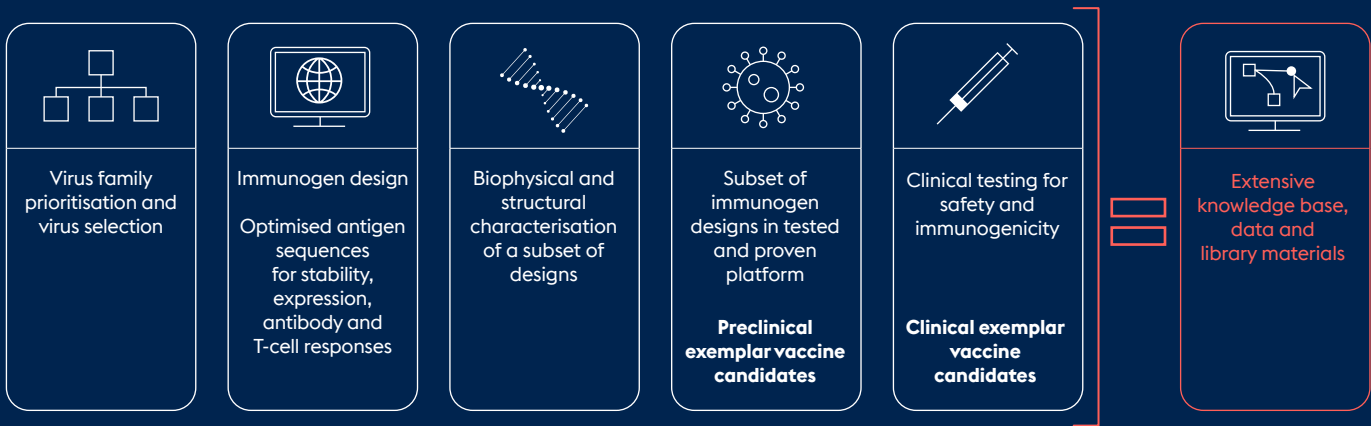 Virus family
prioritisation and
virus selection
Immunogen design
Optimised antigen
sequences
for stability,
expression,
antibody and
T-cell responses
Biophysical and
structural
characterisation
of a subset of
designs
Subset of
immunogen
designs in tested
and proven
platform
Preclinical
exemplar vaccine
candidates
Clinical testing for
safety and
immunogenicity
Clinical exemplar
vaccine
candidates
Extensive
knowledge base,
data and
library materials